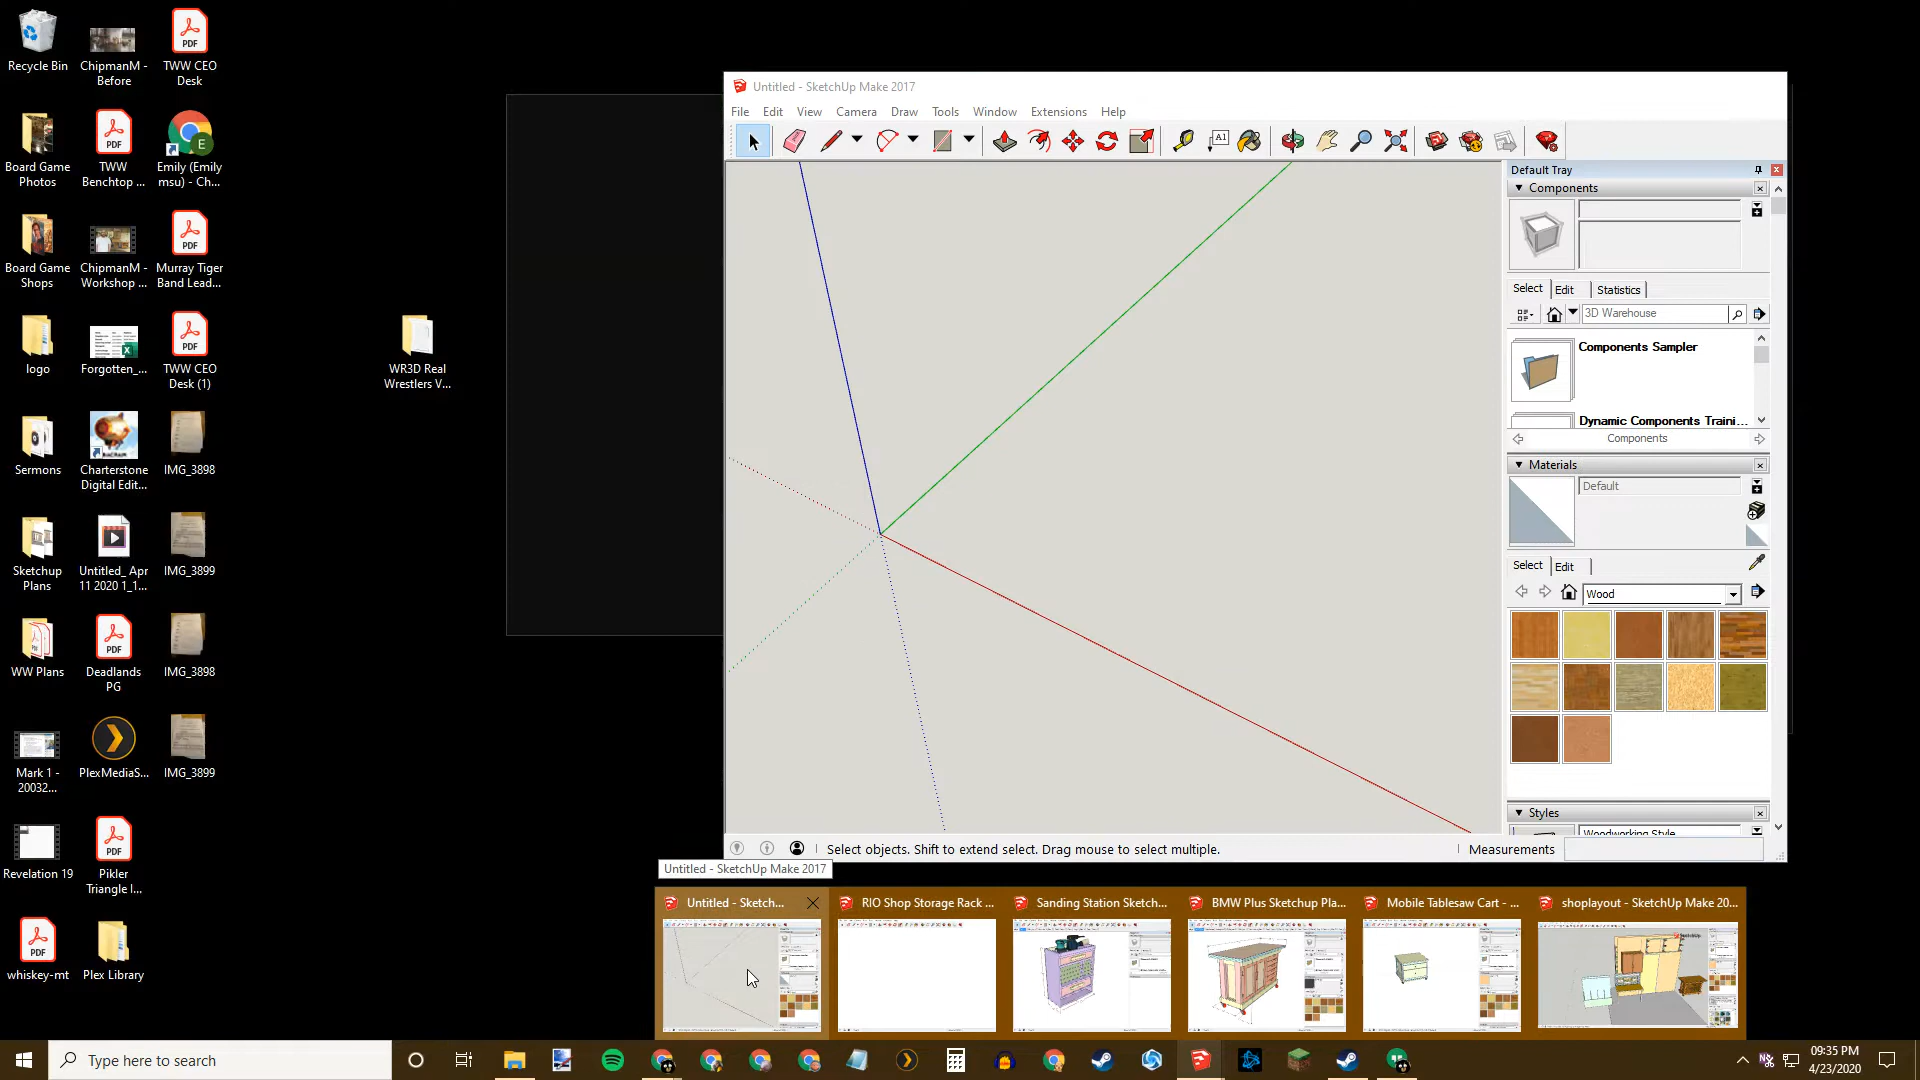 Recycle Bin
ChipmanM - Before
TWW CEO Desk
Board Game Photos
TWW Benchtop ...
Emily (Emily msu) - Ch...
Board Game Shops
ChipmanM - Workshop ...
Murray Tiger Band Lead...
logo
Forgotten_...
TWW CEO Desk (1)
WR3D Real Wrestlers V...
Sermons
Charterstone Digital Edit...
IMG_3898
Sketchup Plans
Untitled_ Apr 11 2020 1_1...
IMG_3899
WW Plans
Deadlands PG
IMG_3898
Mark 1 - 20032...
PlexMediaS...
IMG_3899
Revelation 19
Pikler Triangle I...
whiskey-mt
Plex Library
Untitled - SketchUp Make 2017
File Edit View Camera Draw Tools Window Extensions Help
A1
Default Tray
Components
Select Edit Statistics
3D Warehouse
Components Sampler
Dynamic Components Traini...
Components
Materials
Default
Select Edit
Wood
Styles
Woodworking Style
Select objects. Shift to extend select. Drag mouse to select multiple.
Measurements
Untitled - SketchUp Make 2017
Untitled - Sketch...
RIO Shop Storage Rack ...
Sanding Station Sketch...
BMW Plus Sketchup Pla...
Mobile Tablesaw Cart - ...
shoplayout - SketchUp Make 20...
Type here to search
09:35 PM
4/23/2020